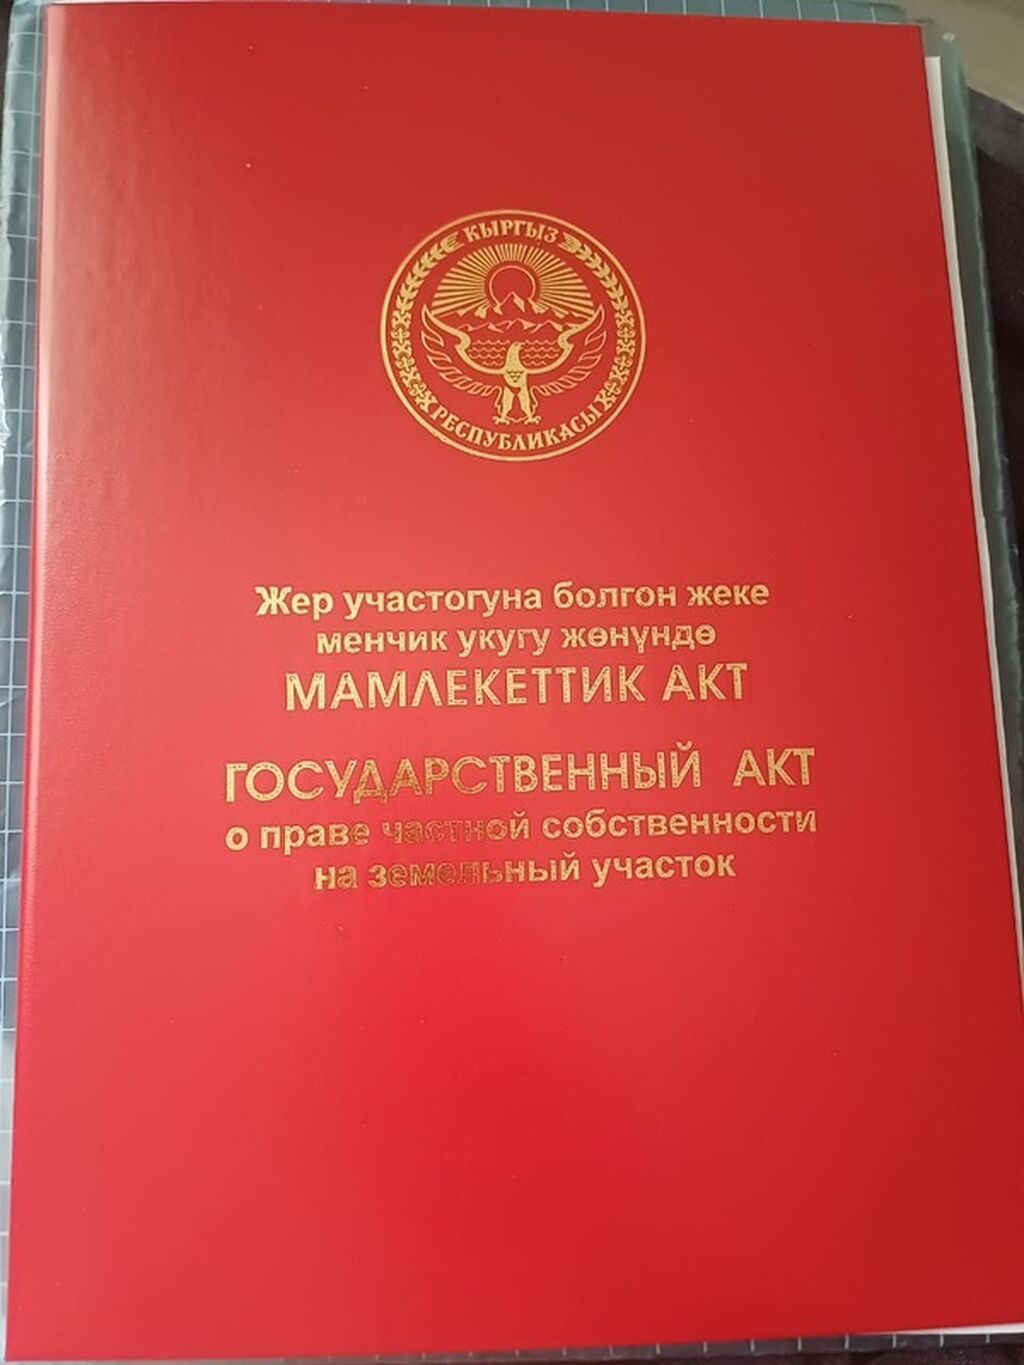 КЫРГЫЗ
РЕСПУБЛИКАСЫ
Жер участогуна болгон жеке
менчик укугу жөнүндө
МАМЛЕКЕТТИК АКТ
ГОСУДАРСТВЕННЫЙ АКТ
о праве частной собственности
на земельный участок